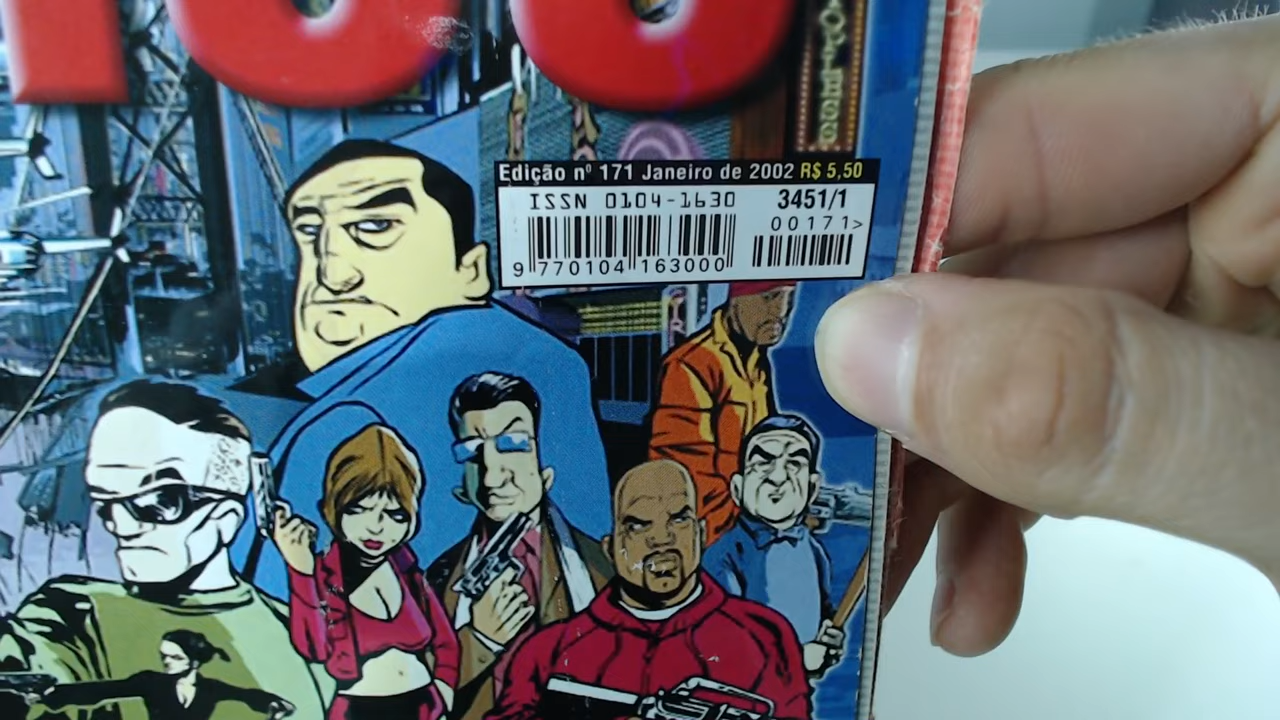 Edição nº 171 Janeiro de 2002 R$ 5,50
ISSN 0104-1630 3451/1
00171>
9 770104 163000